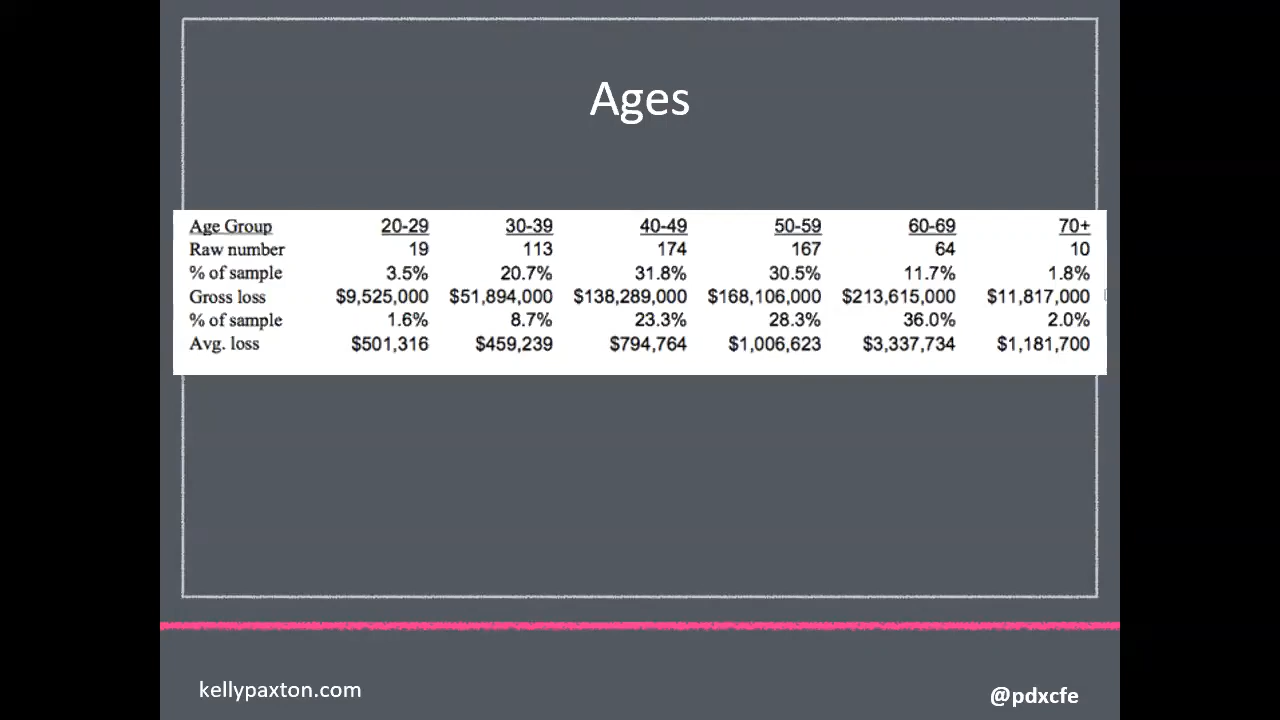 Ages
Age Group 20-29 30-39 40-49 50-59 60-69 70+
Raw number 19 113 174 167 64 10
% of sample 3.5% 20.7% 31.8% 30.5% 11.7% 1.8%
Gross loss $9,525,000 $51,894,000 $138,289,000 $168,106,000 $213,615,000 $11,817,000
% of sample 1.6% 8.7% 23.3% 28.3% 36.0% 2.0%
Avg. loss $501,316 $459,239 $794,764 $1,006,623 $3,337,734 $1,181,700
kellypaxton.com
@pdxcfe